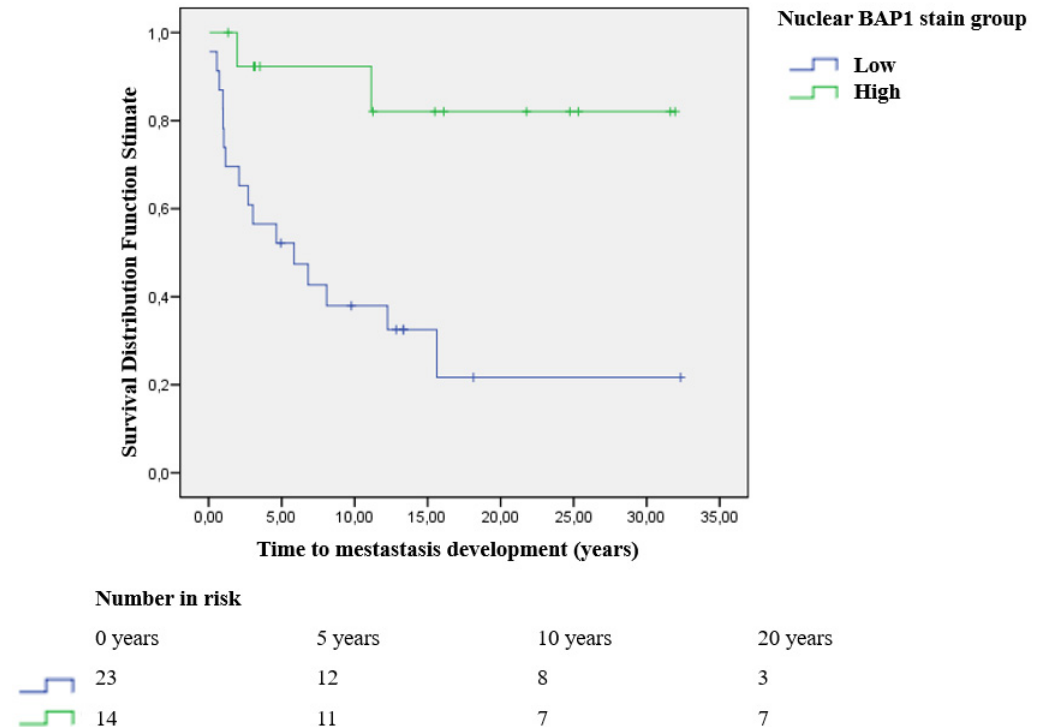 Nuclear BAP1 stain group
Low
High
Survival Distribution Function Stimate
1,0
0,8
0,6
0,4
0,2
0,0
0,00 5,00 10,00 15,00 20,00 25,00 30,00 35,00
Time to mestastasis development (years)
Number in risk
0 years 5 years 10 years 20 years
23 12 8 3
14 11 7 7